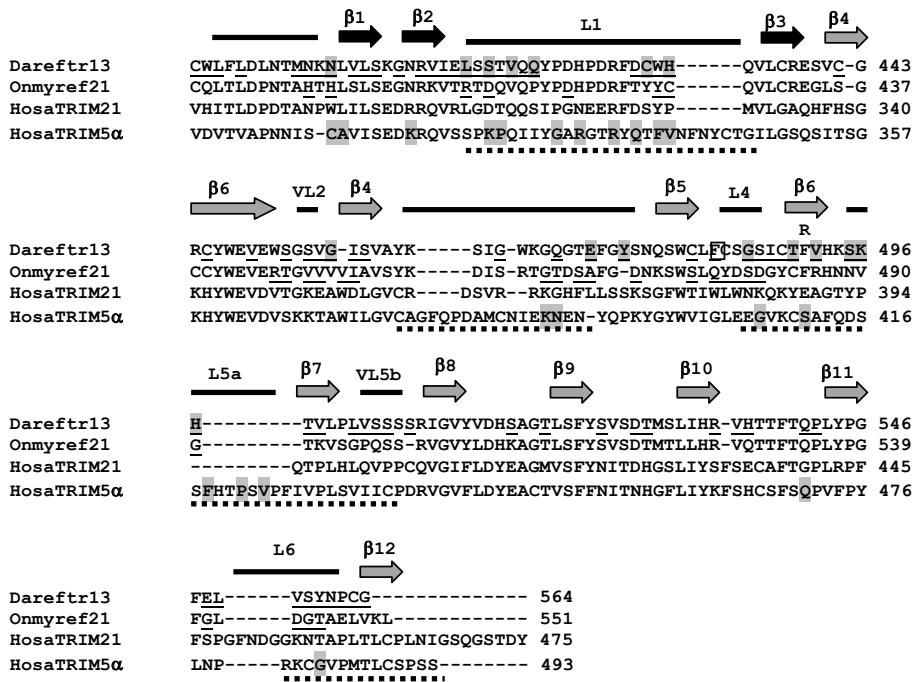 β1 β2 L1 β3 β4
Dareftr13 CWLFLDLNTMNKNLVLSKGNRVIELSSTVQQYPDHPDRFDCWH------QVLCRESVC-G 443
Onmyref21 CQLTLDPNTAHTHLSLSEGNRKVTRTDQVQPYPDHPDRFTYYC------QVLCREGLS-G 437
HosaTRIM21 VHITLDPDTANPWLILSEDRRQVRLGDTQQSIPGNEERFDSYP------MVLGAQHFHSG 340
HosaTRIM5α VDVTVAPNNIS-CAVISEDKRQVSSPKPQIIYGARGTRYQTFVNFNYCTGILGSQSITSG 357
β6 VL2 β4 β5 L4 β6
R
Dareftr13 RCYWEVEWSGSVG-ISVAYK-----SIG-WKGQGTEFGYSNQSWCLFCSGSICTFVHKSK 496
Onmyref21 CCYWEVERTGVVVVIAVSYK-----DIS-RTGTDSAFG-DNKSWSLQYDSDGYCFRHNNV 490
HosaTRIM21 KHYWEVDVTGKEAWDLGVCR-----DSVR--RKGHFLLSSKSGFWTIWLWNKQKYEAGTYP 394
HosaTRIM5α KHYWEVDVSKKTAWILGVCAGFQPDAMCNIEKNEN-YQPKYGYWVIGLEEGVKCSAFQDS 416
L5a β7 VL5b β8 β9 β10 β11
Dareftr13 H---------TVLPLVSSSSRIGVYVDHSAGTLSFYSVSDTMSLIHR-VHTTFTQPLYPG 546
Onmyref21 G---------TKVSGPQSS-RVGVYLDHKAGTLSFYSVSDTMTLLHR-VQTTFTQPLYPG 539
HosaTRIM21 ---------QTPLHLQVPPCQVGIFLDYEAGMVSFYNITDHGSLIYSFSECAFTGPLRPF 445
HosaTRIM5α SFHTPSVPFIVPLSVIICPDRVGVFLDYEACTVSFFNITNHGFLIYKFSHCSFSQPVFPY 476
L6 β12
Dareftr13 FEL------VSYNPCG-------------- 564
Onmyref21 FGL------DGTAELVKL------------ 551
HosaTRIM21 FSPGFNDGGKNTAPLTLCPLNIGSQGSTDY 475
HosaTRIM5α LNP------RKCGVPMTLCSPSS------- 493